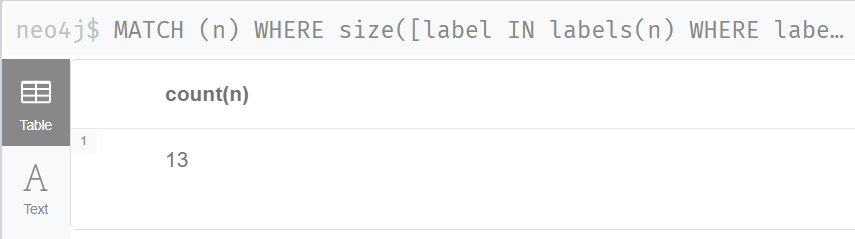 neo4j$ MATCH (n) WHERE size([label IN labels(n) WHERE labe…
Table
count(n)
1
13
A
Text